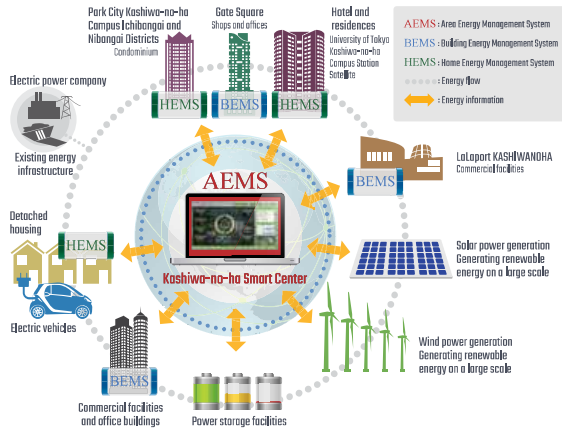 Park City Kashiwa-no-ha
Campus Ichibangai and
Nibangai Districts
Condominium
Gate Square
Shops and offices
Hotel and
residences
University of Tokyo
Kashiwa-no-ha
Campus Station
Satellite
AEMS : Area Energy Management System
BEMS : Building Energy Management System
HEMS : Home Energy Management System
: Energy flow
: Energy information
Electric power company
Existing energy
infrastructure
HEMS
BEMS
HEMS
LaLaport KASHIWANOHA
Commercial facilities
BEMS
AEMS
Kashiwa-no-ha Smart Center
Detached
housing
HEMS
Electric vehicles
Solar power generation
Generating renewable
energy on a large scale
Wind power generation
Generating renewable
energy on a large scale
BEMS
Commercial facilities
and office buildings
Power storage facilities